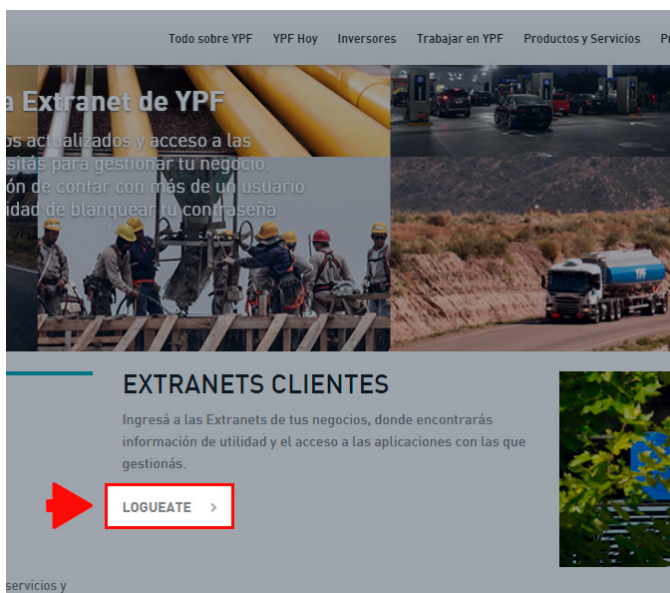 Todo sobre YPF YPF Hoy Inversores Trabajar en YPF Productos y Servicios
a Extranet de YPF
os actualizados y acceso a las
sitás para gestionar tu negocio.
ón de contar con más de un usuario
idad de blanquear tu contraseña
YPF
EXTRANETS CLIENTES
Ingresá a las Extranets de tus negocios, donde encontrarás
información de utilidad y el acceso a las aplicaciones con las que
gestionás.
LOGUEATE >
servicios y